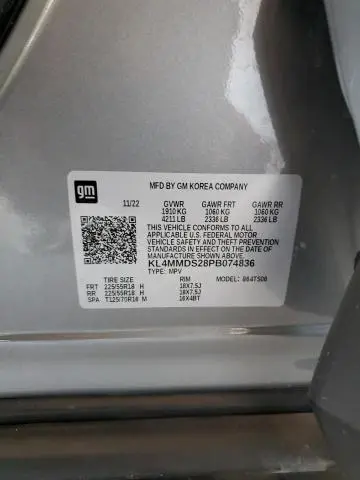 gm
MFD BY GM KOREA COMPANY
11/22 GVWR GAWR FRT GAWR RR
1910 KG 1060 KG 1060 KG
4211 LB 2336 LB 2336 LB
THIS VEHICLE CONFORMS TO ALL
APPLICABLE U.S. FEDERAL MOTOR
VEHICLE SAFETY AND THEFT PREVENTION
STANDARDS IN EFFECT ON THE DATE OF
MANUFACTURE SHOWN ABOVE.
KL4MMDS28PB074836
TYPE: MPV
TIRE SIZE RIM MODEL: 864TS06
FRT 225/55R18 H 18X7.5J
RR 225/55R18 H 18X7.5J
SPA T125/70R16 M 16X4BT